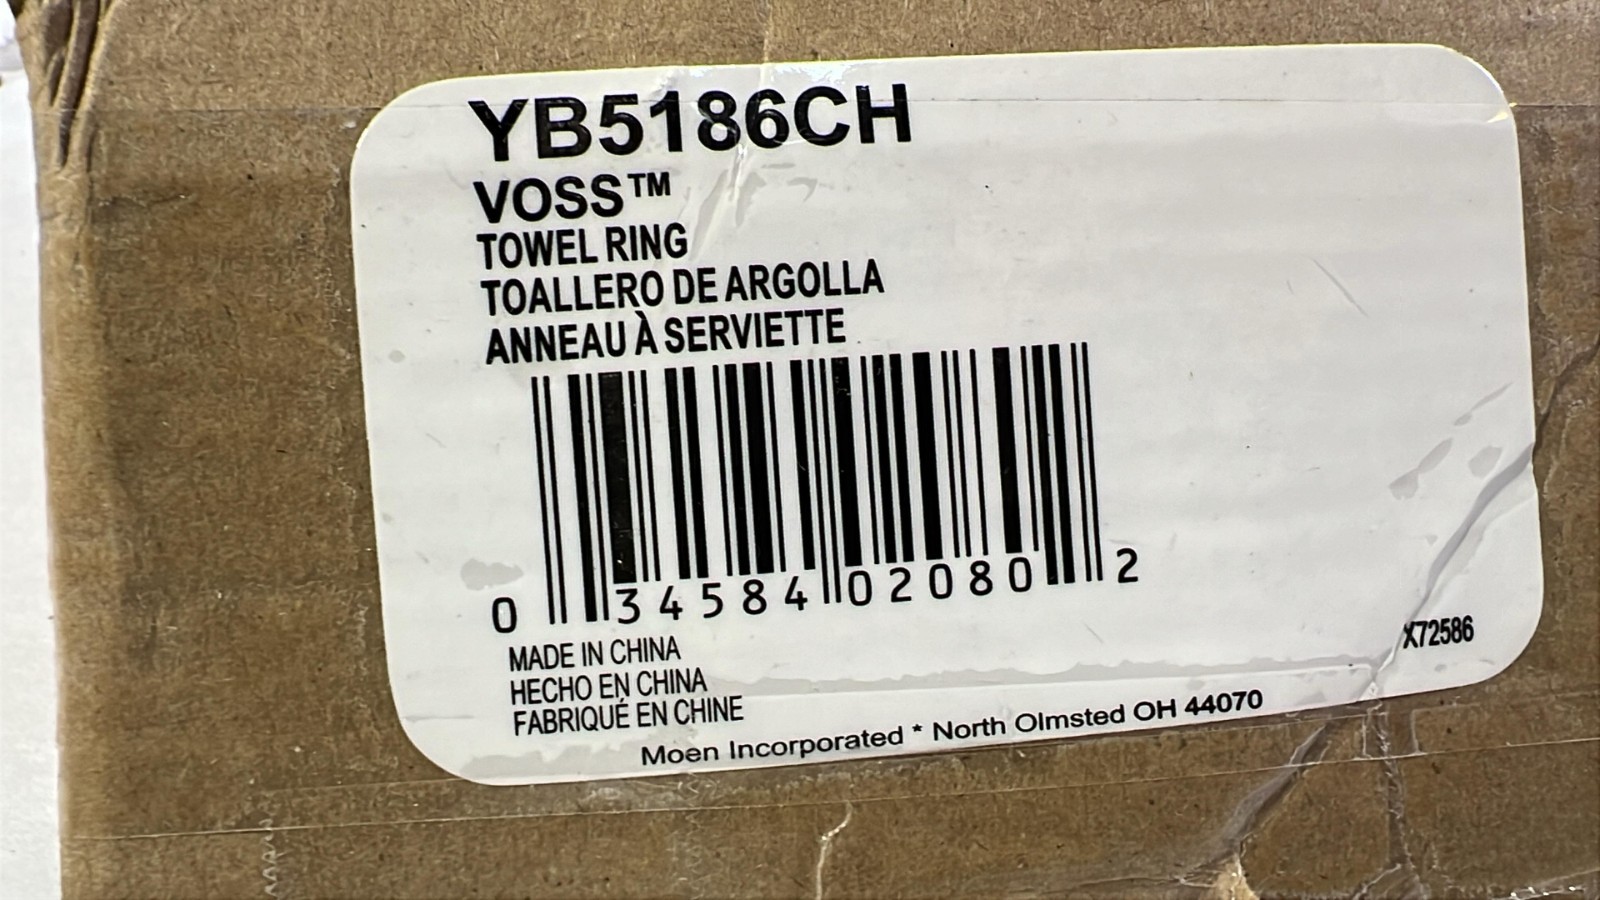 YB5186CH
VOSS™
TOWEL RING
TOALLERO DE ARGOLLA
ANNEAU À SERVIETTE
0 34584 02080 2
MADE IN CHINA
HECHO EN CHINA
FABRIQUÉ EN CHINE
X72586
Moen Incorporated * North Olmsted OH 44070